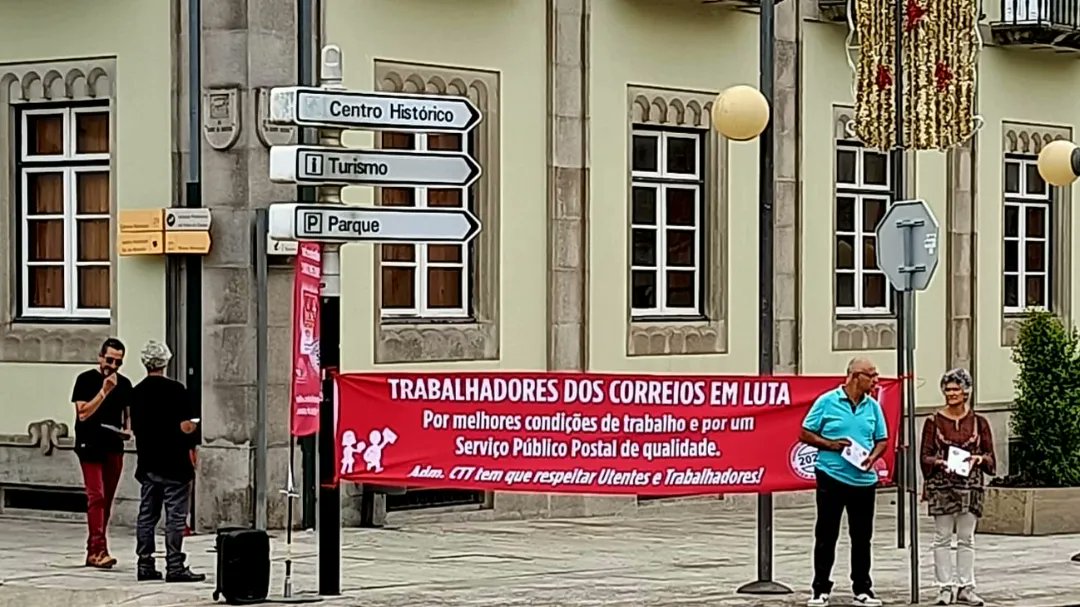 Centro Histórico
i Turismo
P Parque
TRABALHADORES DOS CORREIOS EM LUTA
Por melhores condições de trabalho e por um
Serviço Público Postal de qualidade.
Adm. CTT tem que respeitar Utentes e Trabalhadores!